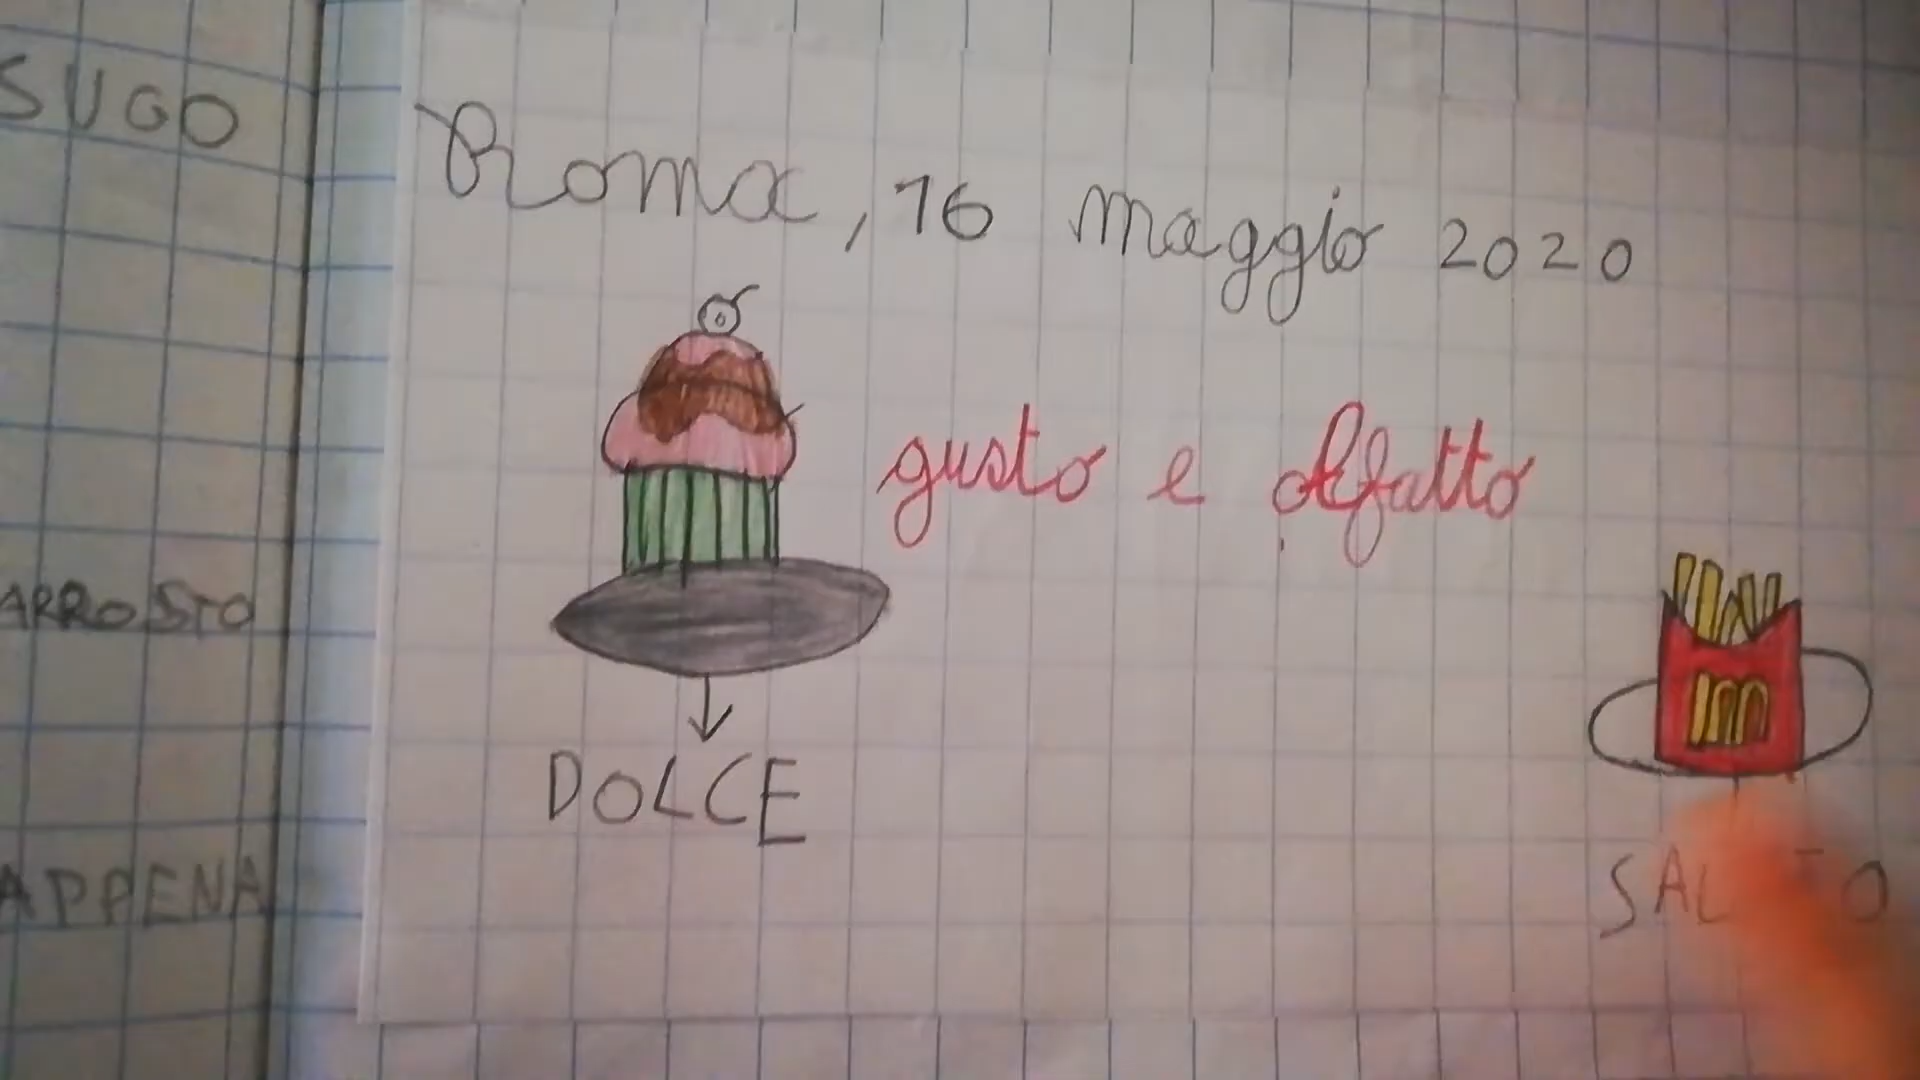 SUGO
ARROSTO
APPENA
Roma, 16 maggio 2020
gusto e olfatto
m
DOLCE